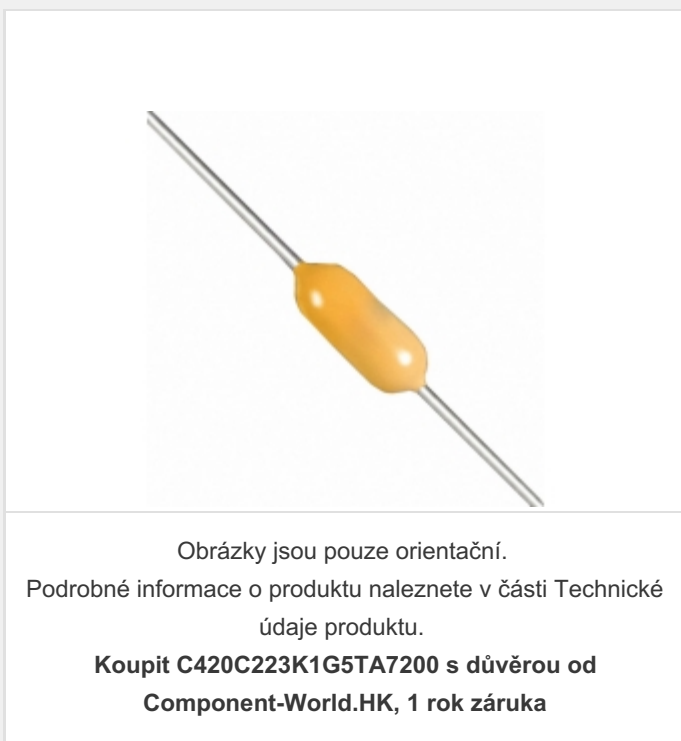 Obrázky jsou pouze orientační.
Podrobné informace o produktu naleznete v části Technické
údaje produktu.
Koupit C420C223K1G5TA7200 s důvěrou od
Component-World.HK, 1 rok záruka